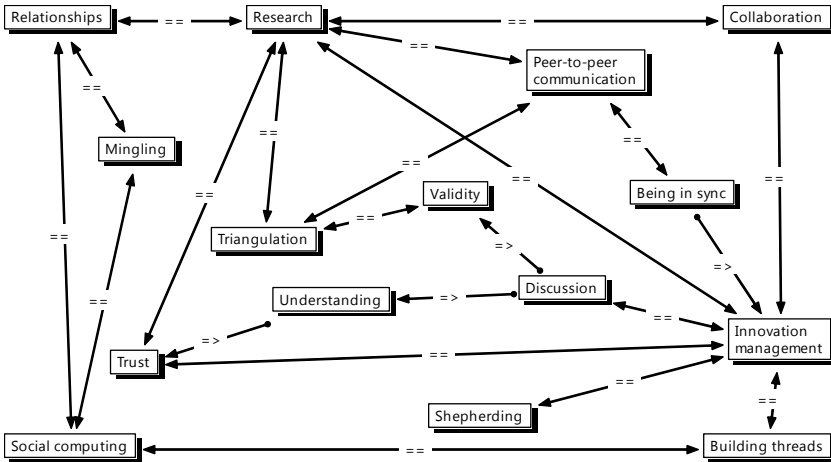 Relationships
==
Research
==
Collaboration
==
Peer-to-peer
communication
==
==
==
Mingling
==
==
==
Validity
==
Being in sync
==
==
==
Triangulation
==
=>
=>
Discussion
Understanding
=>
==
==
=>
Innovation
management
Trust
==
==
==
Shepherding
==
Social computing
==
Building threads